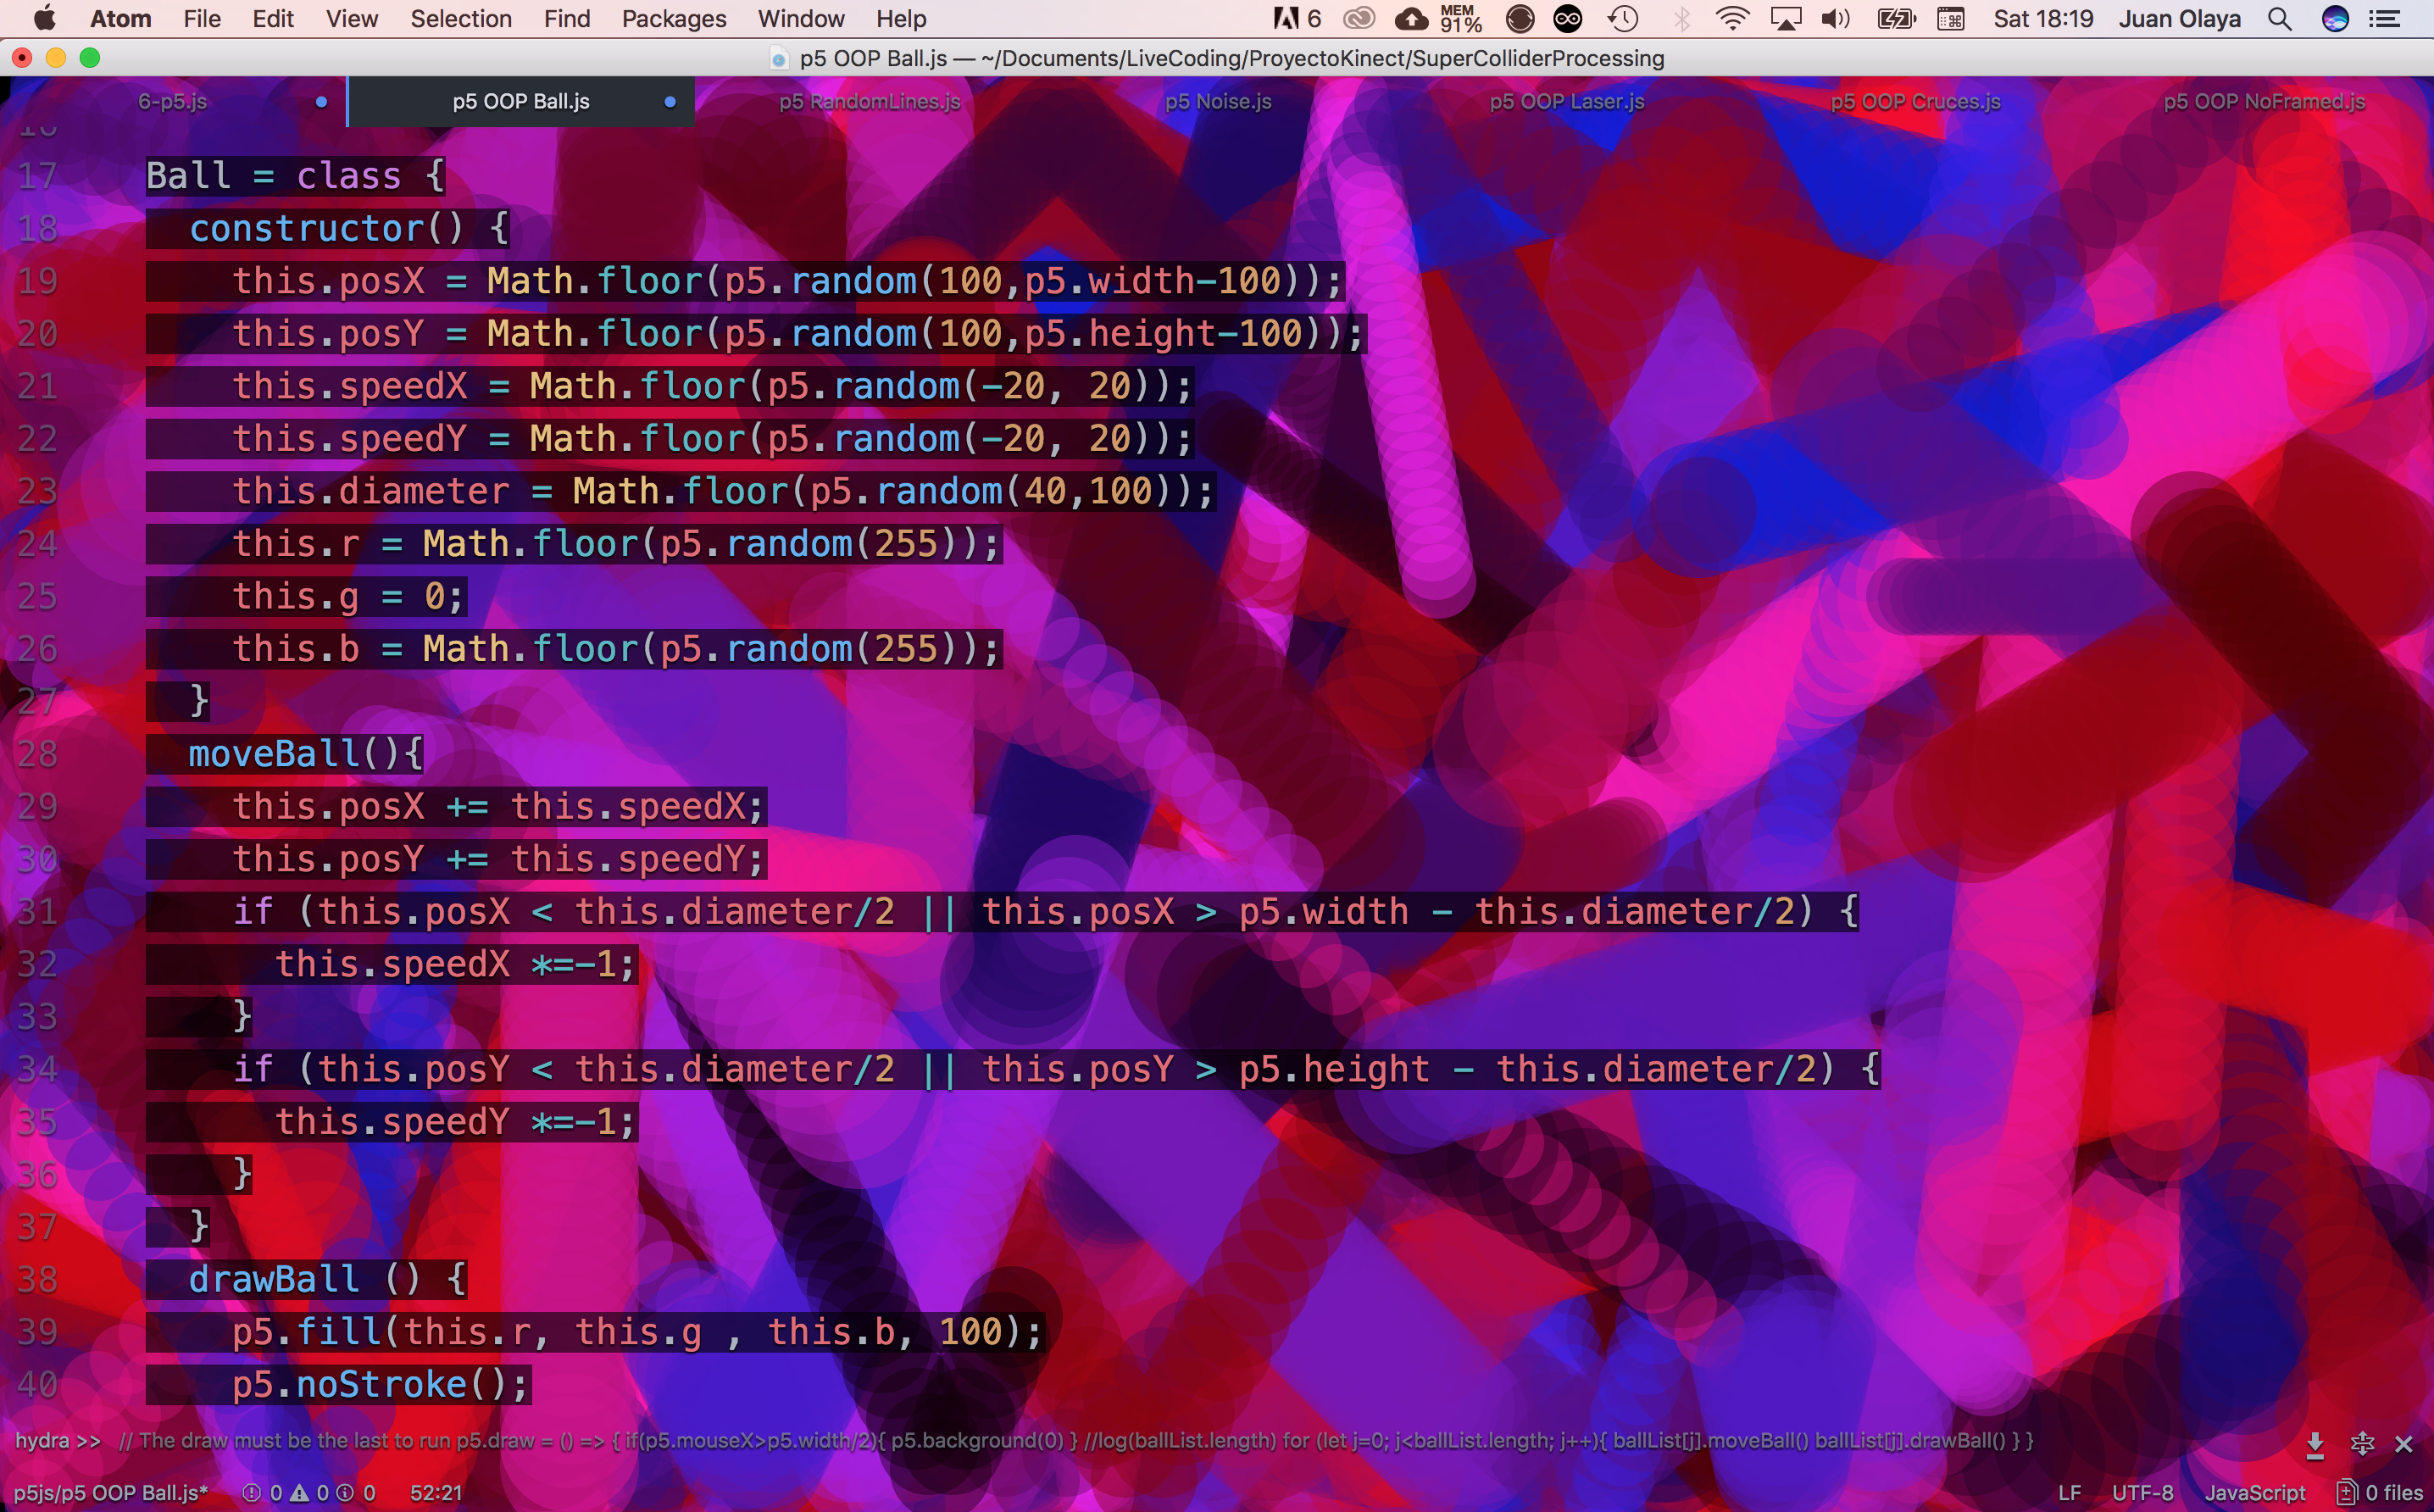 Atom File Edit View Selection Find Packages Window Help 6 MEM 91% Sat 18:19 Juan Olaya
p5 OOP Ball.js — ~/Documents/LiveCoding/ProyectoKinect/SuperColliderProcessing
6-p5.js p5 OOP Ball.js p5 RandomLines.js p5 Noise.js p5 OOP Laser.js p5 OOP Cruces.js p5 OOP NoFramed.js
16
17 Ball = class {
18 constructor() {
19 this.posX = Math.floor(p5.random(100,p5.width-100));
20 this.posY = Math.floor(p5.random(100,p5.height-100));
21 this.speedX = Math.floor(p5.random(-20, 20));
22 this.speedY = Math.floor(p5.random(-20, 20));
23 this.diameter = Math.floor(p5.random(40,100));
24 this.r = Math.floor(p5.random(255));
25 this.g = 0;
26 this.b = Math.floor(p5.random(255));
27 }
28 moveBall(){
29 this.posX += this.speedX;
30 this.posY += this.speedY;
31 if (this.posX < this.diameter/2 || this.posX > p5.width - this.diameter/2) {
32 this.speedX *=-1;
33 }
34 if (this.posY < this.diameter/2 || this.posY > p5.height - this.diameter/2) {
35 this.speedY *=-1;
36 }
37 }
38 drawBall () {
39 p5.fill(this.r, this.g , this.b, 100);
40 p5.noStroke();
hydra >> // The draw must be the last to run p5.draw = () => { if(p5.mouseX>p5.width/2){ p5.background(0) } //log(ballList.length) for (let j=0; j<ballList.length; j++){ ballList[j].moveBall() ballList[j].drawBall() } }
p5js/p5 OOP Ball.js* 0 0 0 52:21 LF UTF-8 JavaScript 0 files